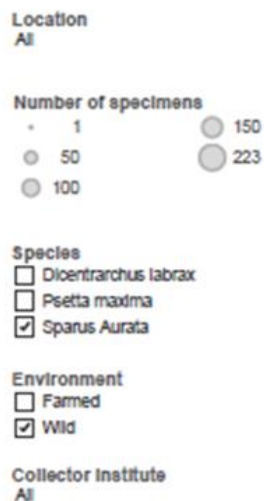 Location
All
Number of specimens
1
150
50
223
100
Species
Dicentrarchus labrax
Psetta maxima
Sparus Aurata
Environment
Farmed
Wild
Collector Institute
All